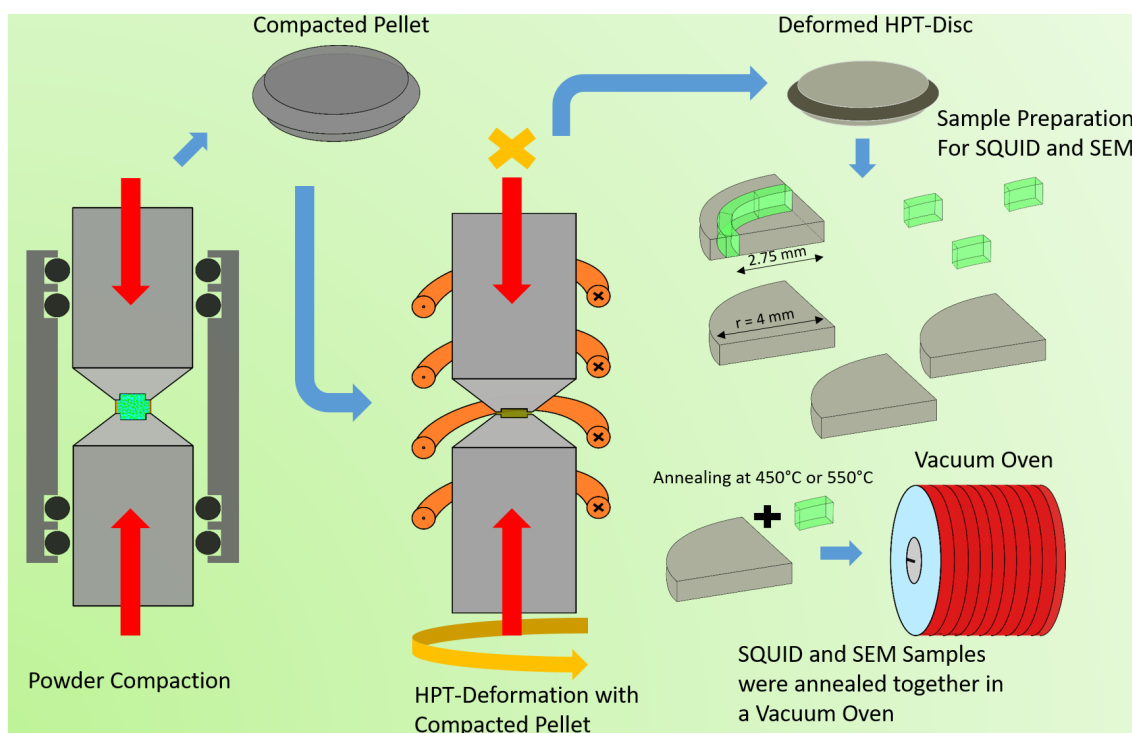 Compacted Pellet
Deformed HPT-Disc
Sample Preparation
For SQUID and SEM
2.75 mm
r = 4 mm
Annealing at 450°C or 550°C
Vacuum Oven
Powder Compaction
HPT-Deformation with
Compacted Pellet
SQUID and SEM Samples
were annealed together in
a Vacuum Oven